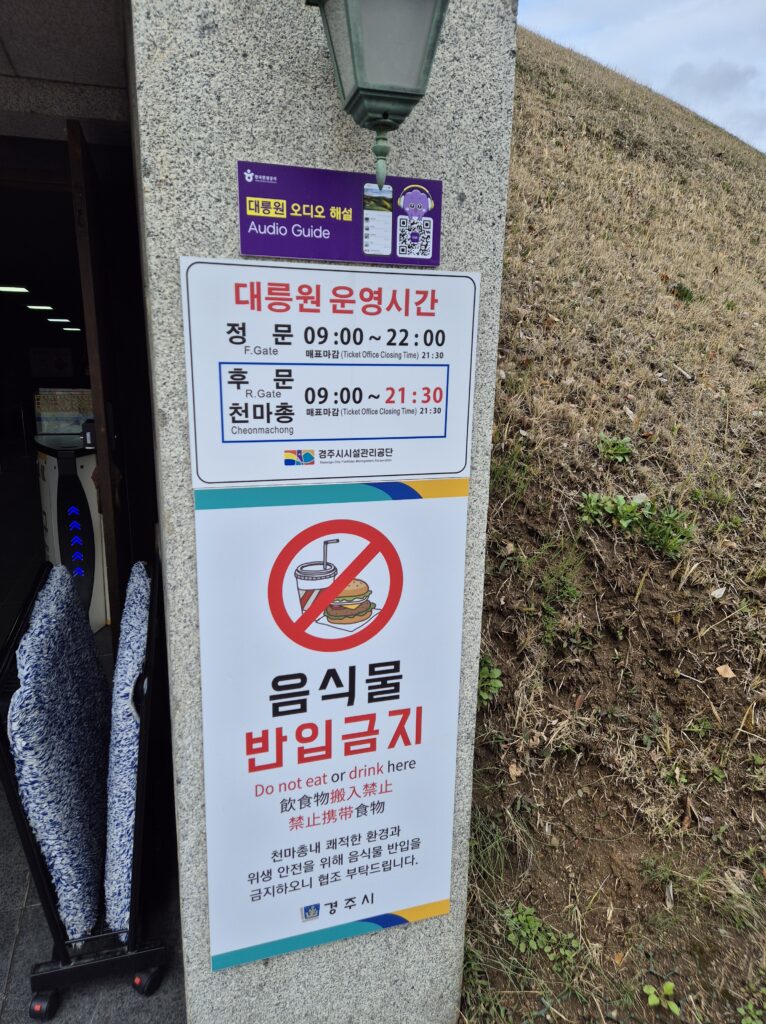 한국관광공사
대릉원 오디오 해설
Audio Guide
대릉원 운영시간
정 문 09:00 ~ 22:00
F.Gate 매표마감 (Ticket Office Closing Time) 21:30
후 문
R.Gate
천마총
Cheonmachong
09:00 ~ 21:30
매표마감 (Ticket Office Closing Time) 21:30
경주시시설관리공단
음식물
반입금지
Do not eat or drink here
飮食物搬入禁止
禁止携带食物
천마총내 쾌적한 환경과
위생 안전을 위해 음식물 반입을
금지하오니 협조 부탁드립니다.
경주시